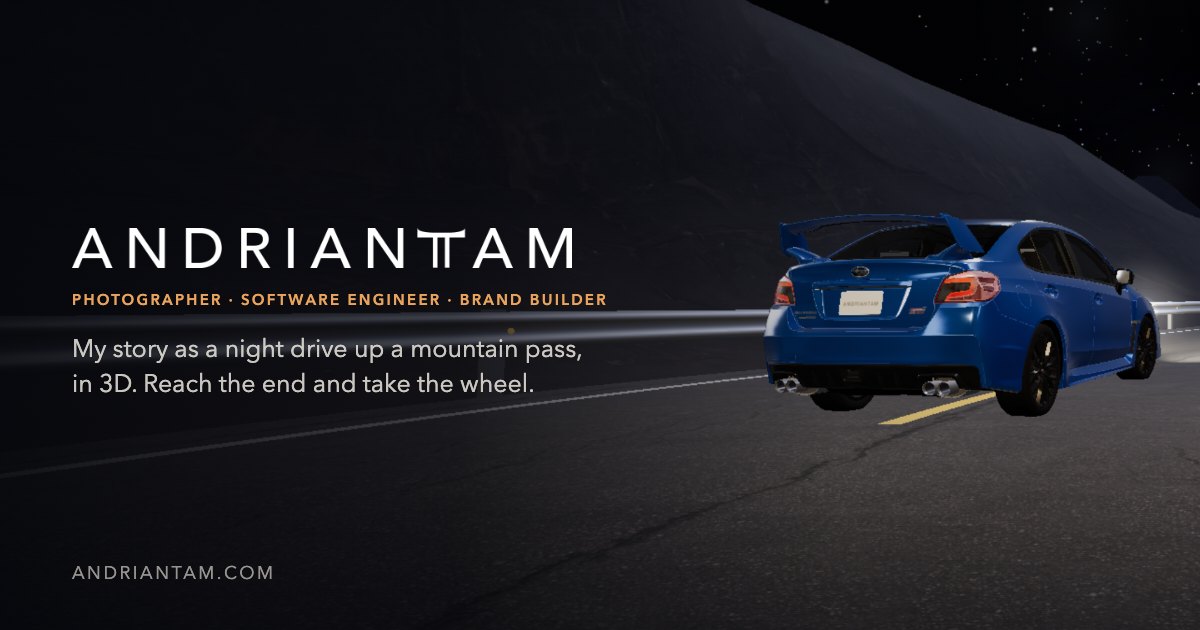 ANDRIANTAM
PHOTOGRAPHER · SOFTWARE ENGINEER · BRAND BUILDER
My story as a night drive up a mountain pass,
in 3D. Reach the end and take the wheel.
ANDRIANTAM
ANDRIANTAM.COM